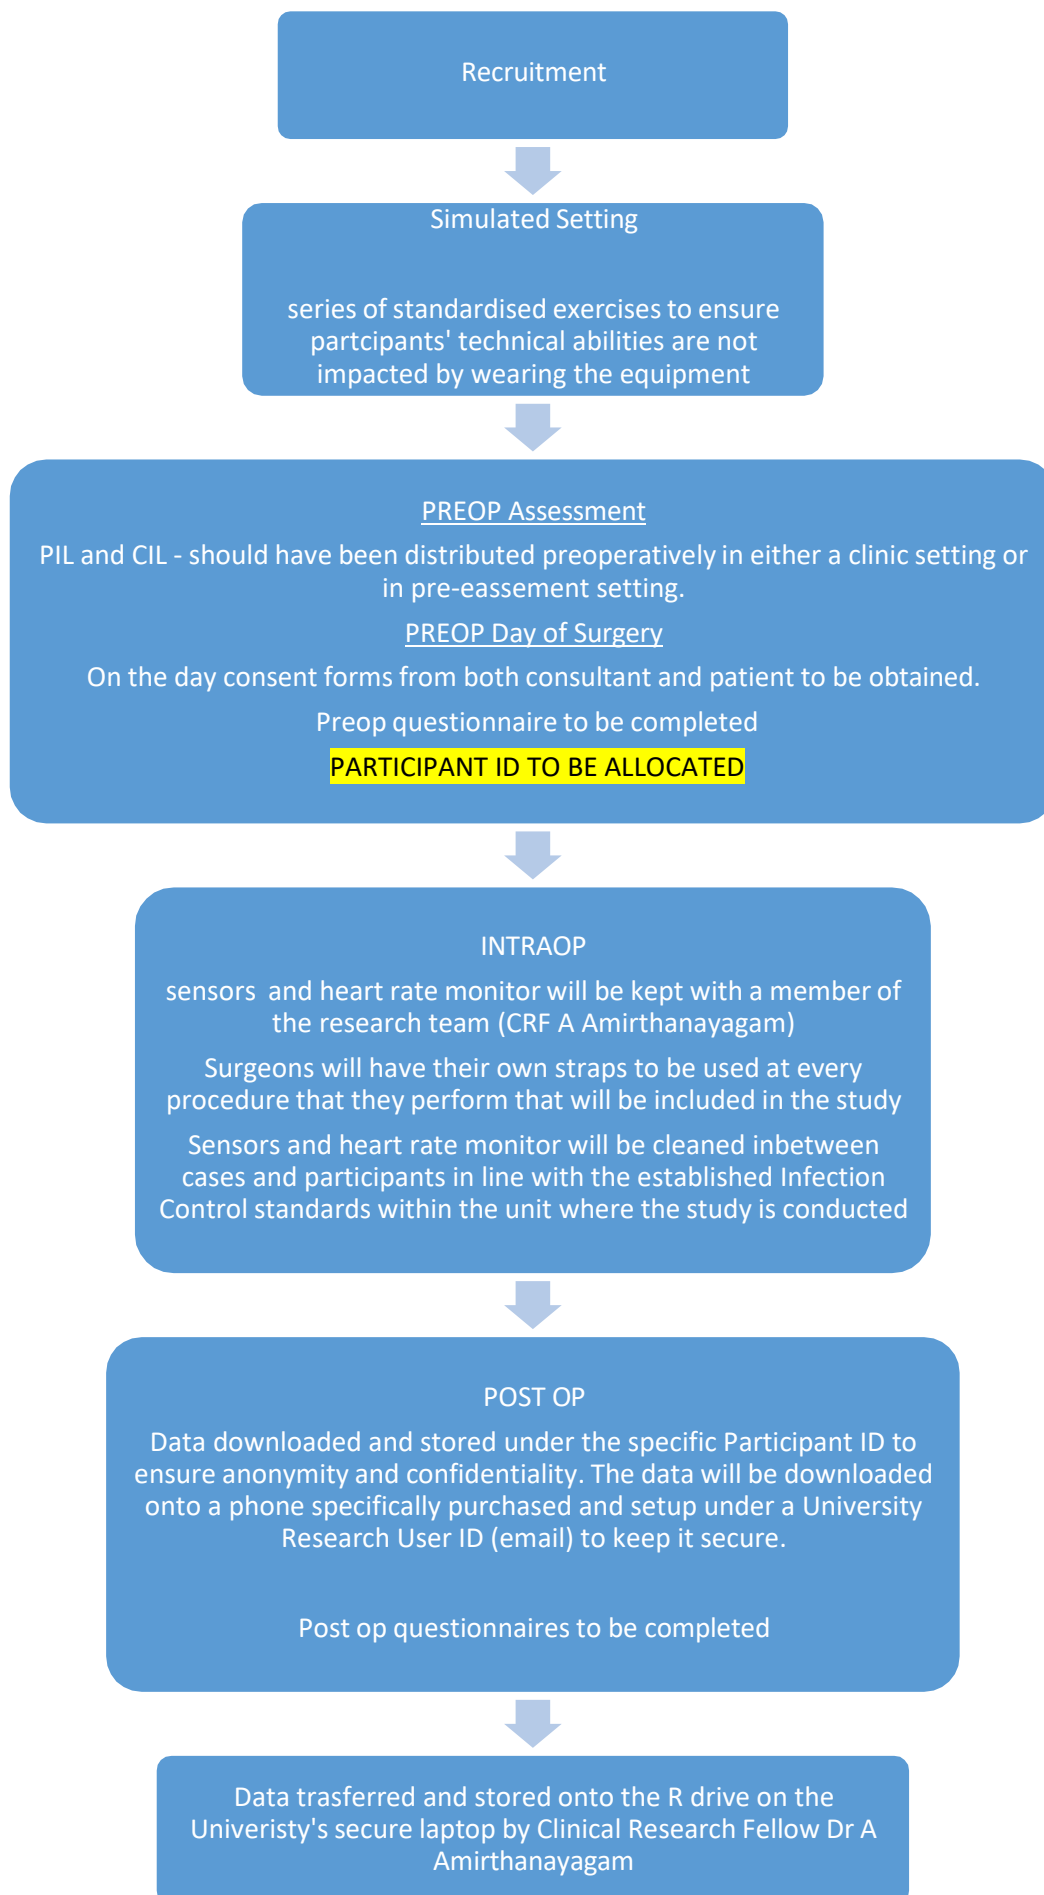 Recruitment
Simulated Setting
series of standardised exercises to ensure
partcipants' technical abilities are not
impacted by wearing the equipment
PREOP Assessment
PIL and CIL - should have been distributed preoperatively in either a clinic setting or
in pre-eassement setting.
PREOP Day of Surgery
On the day consent forms from both consultant and patient to be obtained.
Preop questionnaire to be completed
PARTICIPANT ID TO BE ALLOCATED
INTRAOP
sensors  and heart rate monitor will be kept with a member of
the research team (CRF A Amirthanayagam)
Surgeons will have their own straps to be used at every
procedure that they perform that will be included in the study
Sensors and heart rate monitor will be cleaned inbetween
cases and participants in line with the established Infection
Control standards within the unit where the study is conducted
POST OP
Data downloaded and stored under the specific Participant ID to
ensure anonymity and confidentiality. The data will be downloaded
onto a phone specifically purchased and setup under a University
Research User ID (email) to keep it secure.
Post op questionnaires to be completed
Data trasferred and stored onto the R drive on the
Univeristy's secure laptop by Clinical Research Fellow Dr A
Amirthanayagam